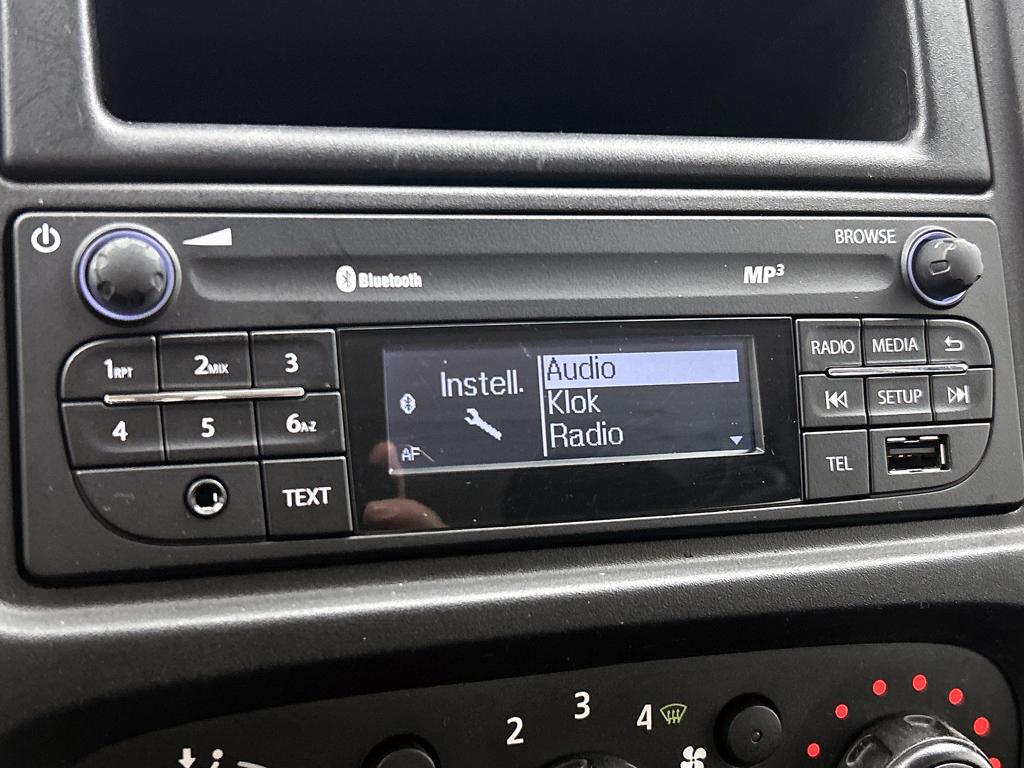 BROWSE
Bluetooth
MP3
1RPT
2MIX
3
4
5
6A-Z
TEXT
Instell.
AF
Audio
Klok
Radio
RADIO
MEDIA
SETUP
TEL
2
3
4